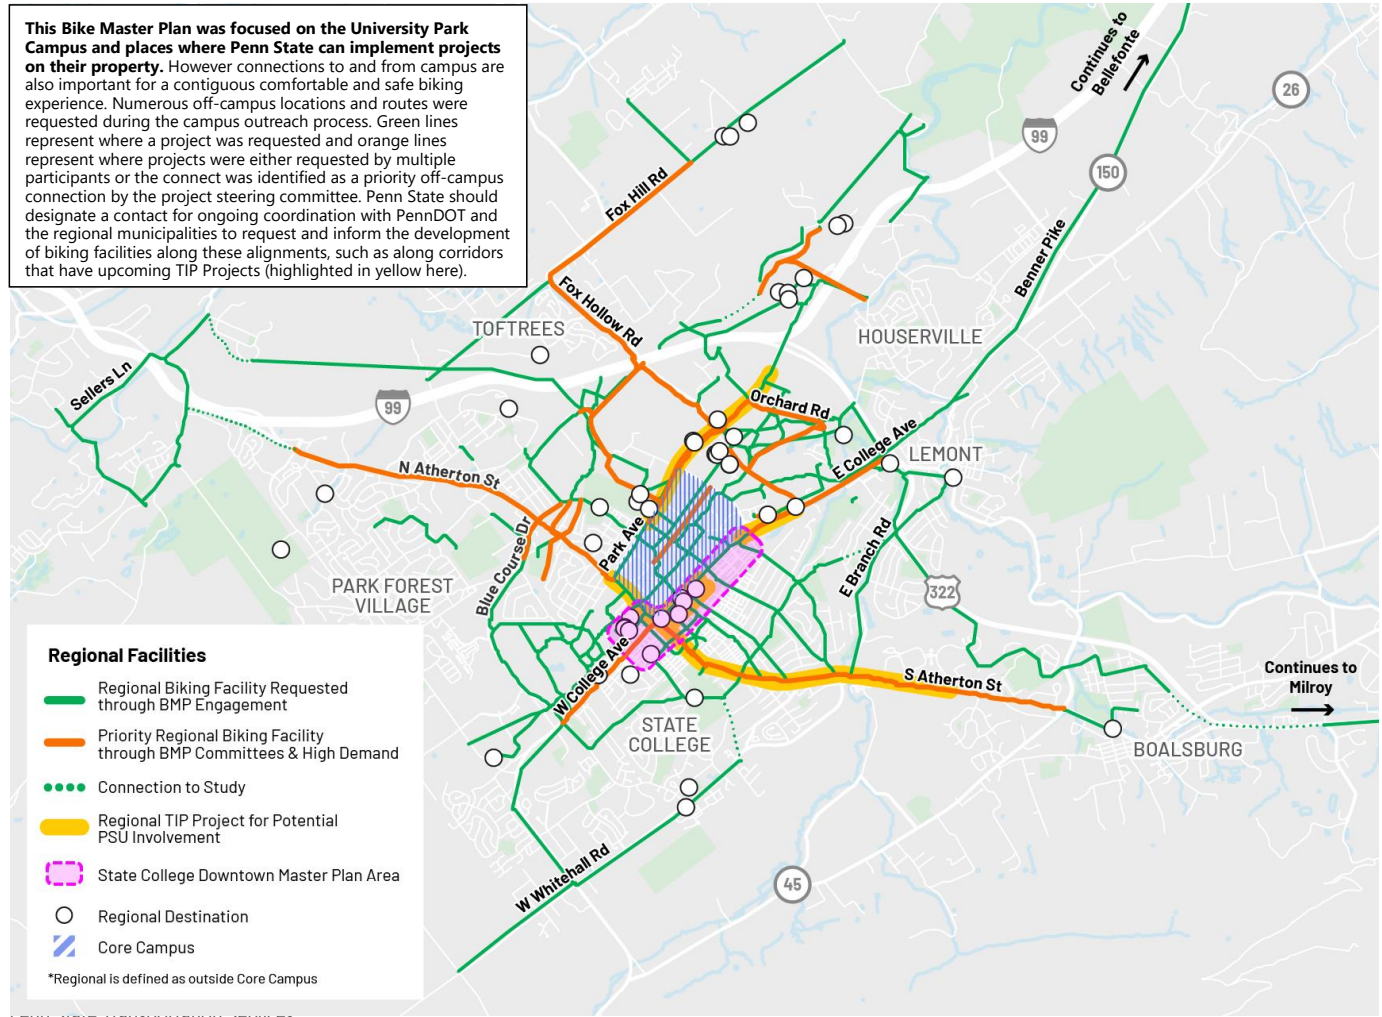 This Bike Master Plan was focused on the University Park
Campus and places where Penn State can implement projects
on their property. However connections to and from campus are
also important for a contiguous comfortable and safe biking
experience. Numerous off-campus locations and routes were
requested during the campus outreach process. Green lines
represent where a project was requested and orange lines
represent where projects were either requested by multiple
participants or the connect was identified as a priority off-campus
connection by the project steering committee. Penn State should
designate a contact for ongoing coordination with PennDOT and
the regional municipalities to request and inform the development
of biking facilities along these alignments, such as along corridors
that have upcoming TIP Projects (highlighted in yellow here).
Continues to
Bellefonte
26
99
150
Fox Hill Rd
Benner Pike
Fox Hollow Rd
TOFTREES
HOUSERVILLE
Sellers Ln
99
Orchard Rd
E College Ave
LEMONT
N Atherton St
Blue Course Dr
Park Ave
E Branch Rd
322
PARK FOREST
VILLAGE
W College Ave
S Atherton St
Continues to
Milroy
STATE
COLLEGE
BOALSBURG
W Whitehall Rd
45
Regional Facilities
Regional Biking Facility Requested
through BMP Engagement
Priority Regional Biking Facility
through BMP Committees & High Demand
Connection to Study
Regional TIP Project for Potential
PSU Involvement
State College Downtown Master Plan Area
Regional Destination
Core Campus
*Regional is defined as outside Core Campus